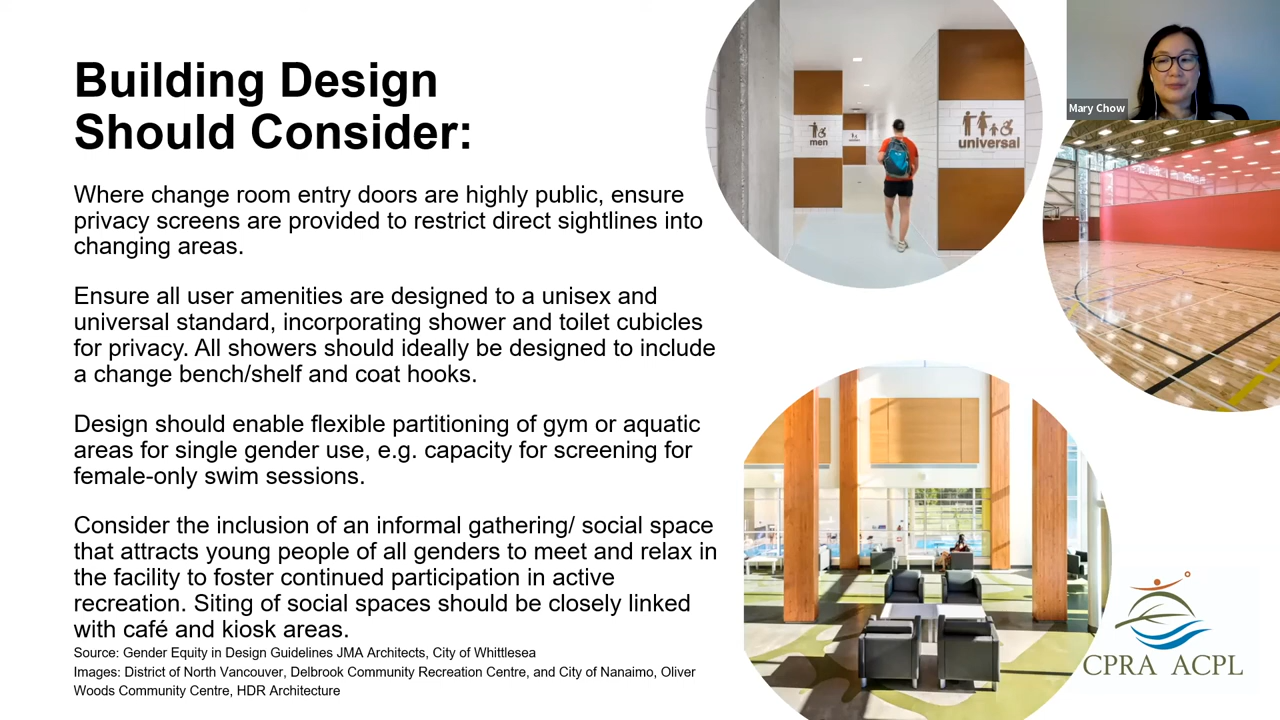 Building Design
Should Consider:
Where change room entry doors are highly public, ensure
privacy screens are provided to restrict direct sightlines into
changing areas.
Ensure all user amenities are designed to a unisex and
universal standard, incorporating shower and toilet cubicles
for privacy. All showers should ideally be designed to include
a change bench/shelf and coat hooks.
Design should enable flexible partitioning of gym or aquatic
areas for single gender use, e.g. capacity for screening for
female-only swim sessions.
Consider the inclusion of an informal gathering/ social space
that attracts young people of all genders to meet and relax in
the facility to foster continued participation in active
recreation. Siting of social spaces should be closely linked
with café and kiosk areas.
Source: Gender Equity in Design Guidelines JMA Architects, City of Whittlesea
Images: District of North Vancouver, Delbrook Community Recreation Centre, and City of Nanaimo, Oliver
Woods Community Centre, HDR Architecture
men
universal
Mary Chow
CPRA ACPL